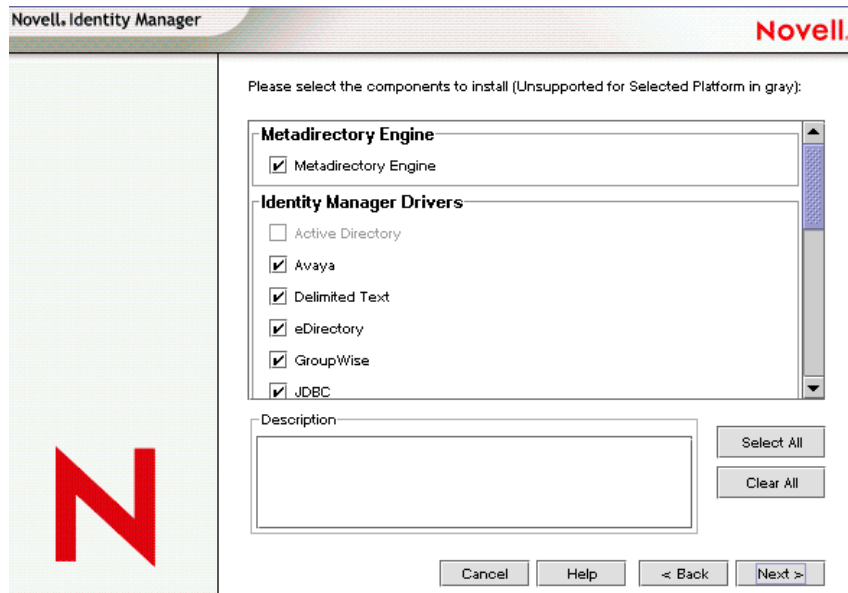 Novell. Identity Manager
Novell.
Please select the components to install (Unsupported for Selected Platform in gray):
Metadirectory Engine
Metadirectory Engine
Identity Manager Drivers
Active Directory
Avaya
Delimited Text
eDirectory
GroupWise
JDBC
Description
Select All
Clear All
N
Cancel
Help
< Back
Next >